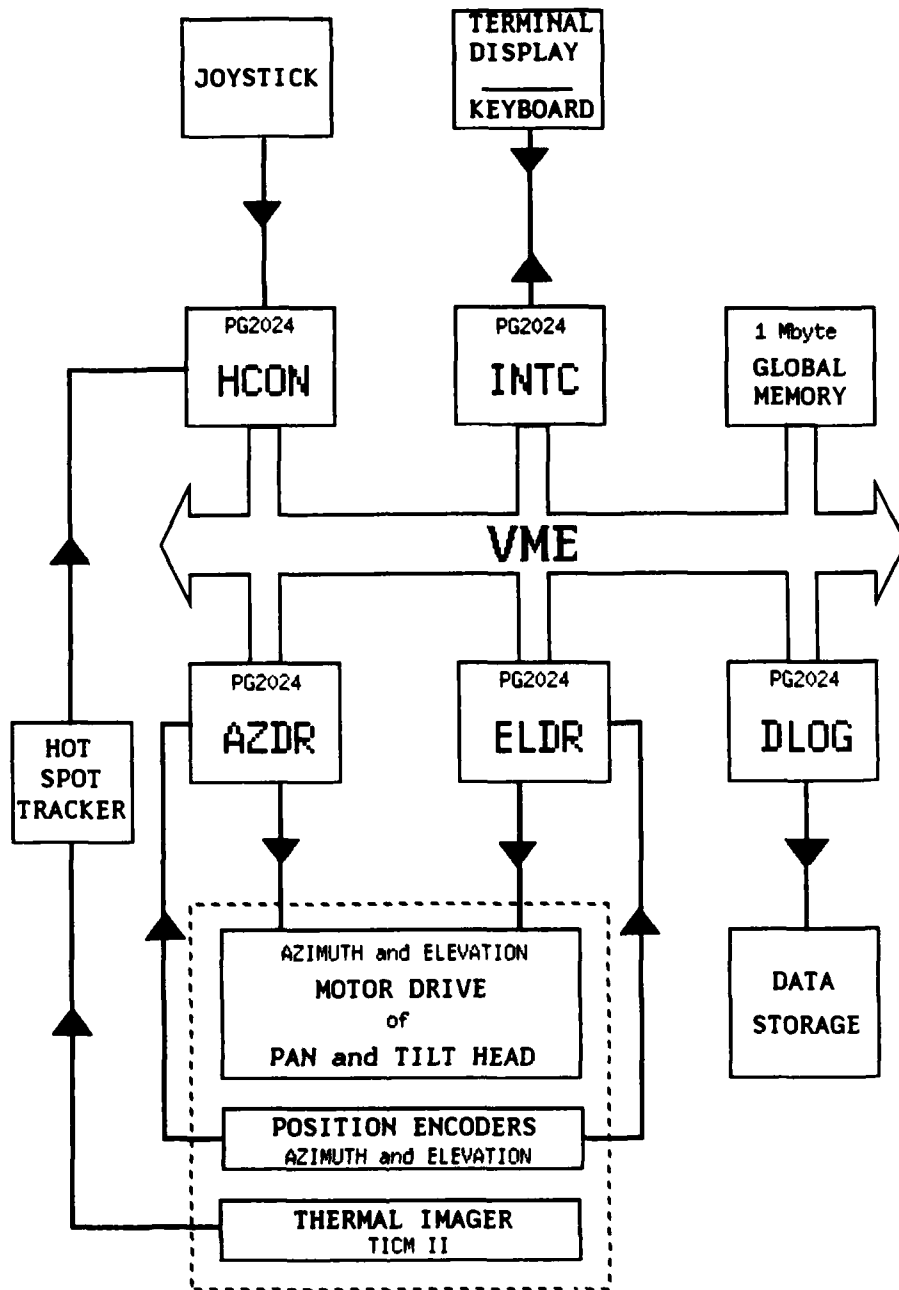 JOYSTICK
TERMINAL
DISPLAY
KEYBOARD
PG2024
HCON
PG2024
INTC
1 Mbyte
GLOBAL
MEMORY
VME
PG2024
AZDR
PG2024
ELDR
PG2024
DLOG
HOT
SPOT
TRACKER
AZIMUTH and ELEVATION
MOTOR DRIVE
of
PAN and TILT HEAD
DATA
STORAGE
POSITION ENCODERS
AZIMUTH and ELEVATION
THERMAL IMAGER
TICM II